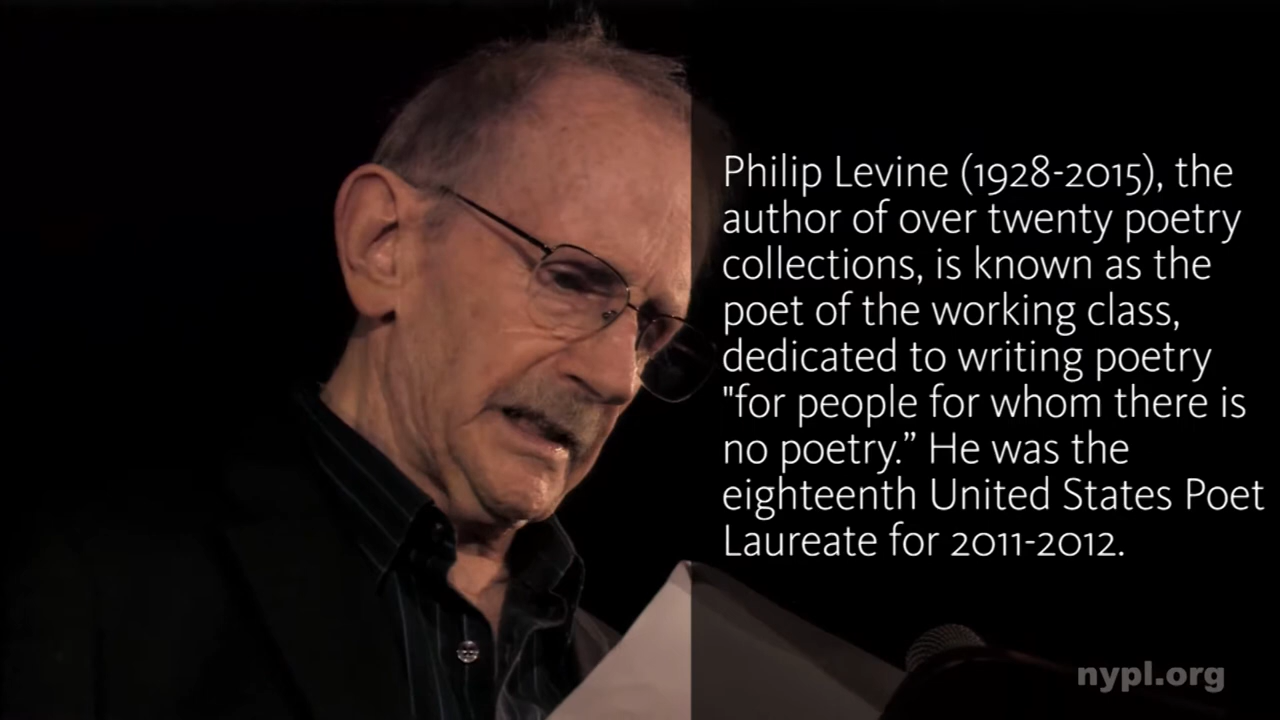 Philip Levine (1928-2015), the
author of over twenty poetry
collections, is known as the
poet of the working class,
dedicated to writing poetry
"for people for whom there is
no poetry.” He was the
eighteenth United States Poet
Laureate for 2011-2012.
nypl.org